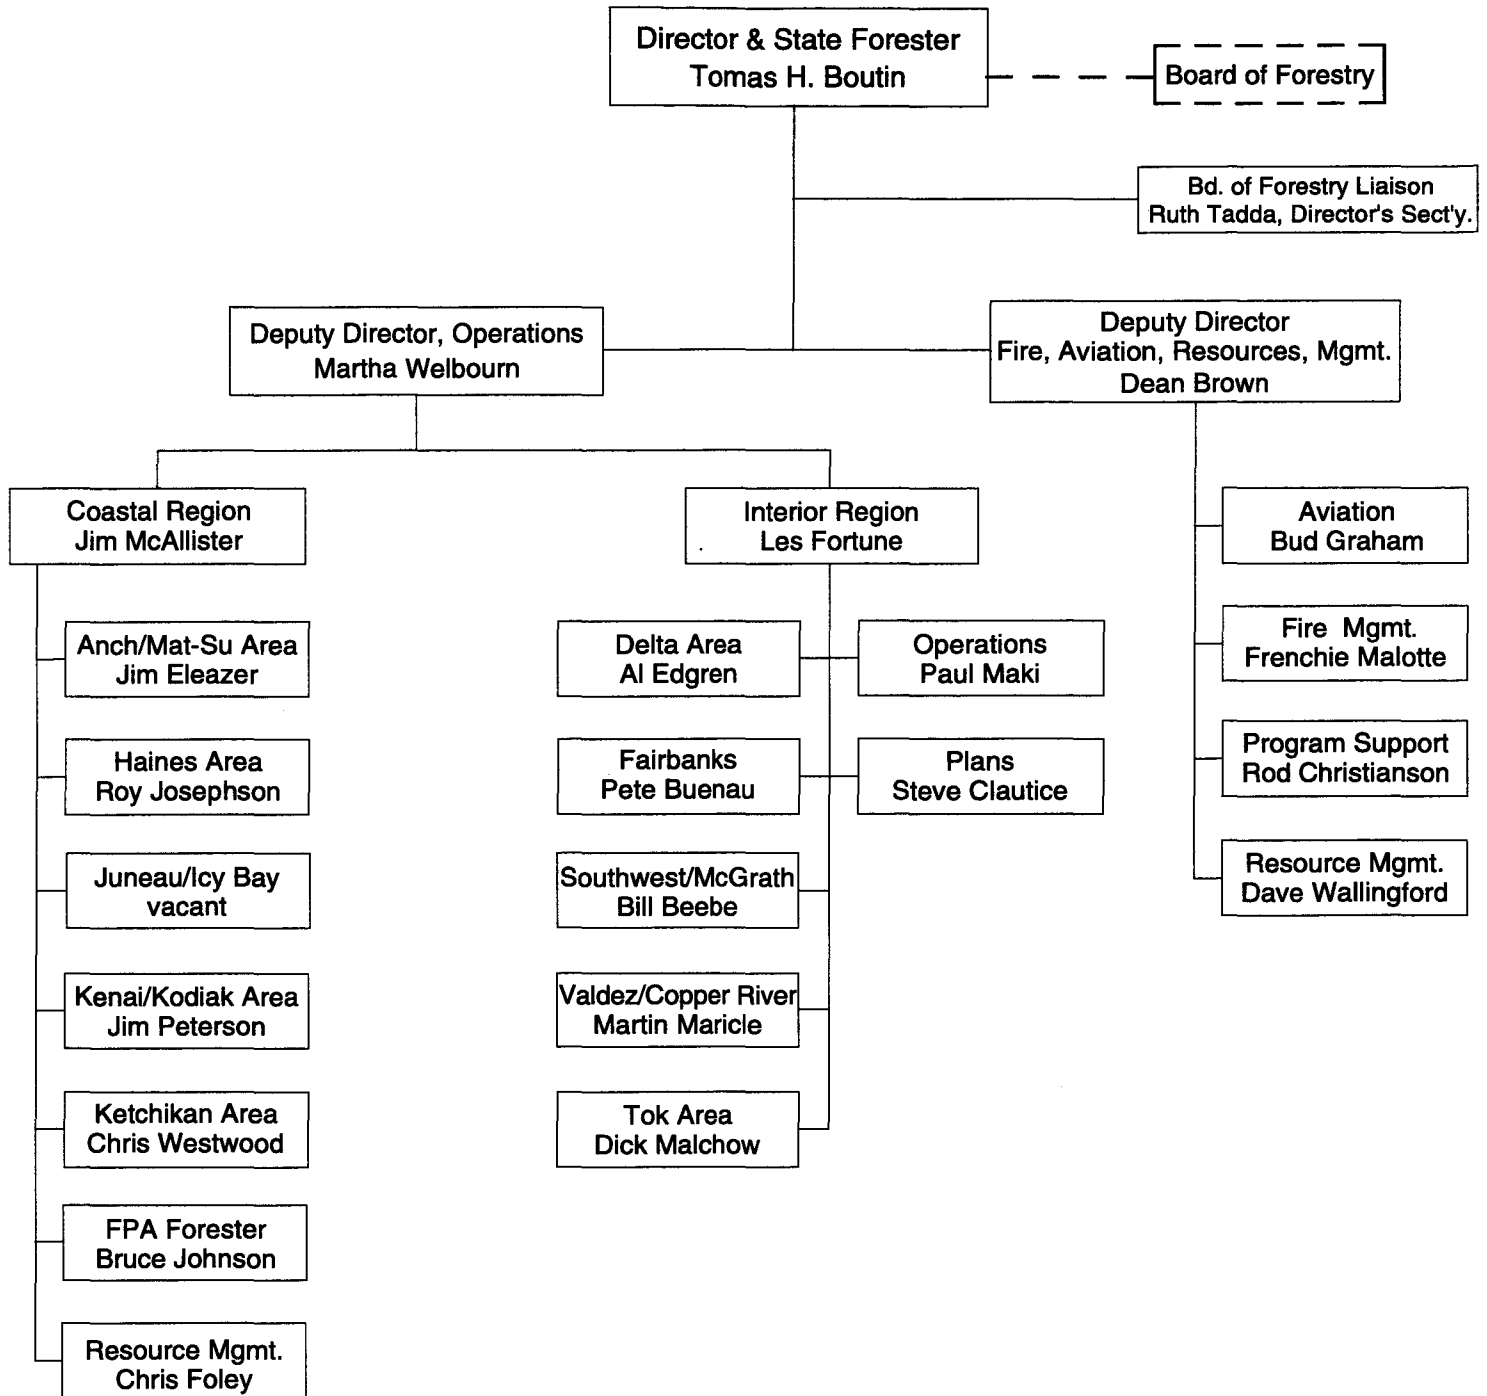 Director & State Forester
Tomas H. Boutin
Board of Forestry
Bd. of Forestry Liaison
Ruth Tadda, Director's Sect'y.
Deputy Director, Operations
Martha Welbourn
Deputy Director
Fire, Aviation, Resources, Mgmt.
Dean Brown
Coastal Region
Jim McAllister
Anch/Mat-Su Area
Jim Eleazer
Haines Area
Roy Josephson
Juneau/Icy Bay
vacant
Kenai/Kodiak Area
Jim Peterson
Ketchikan Area
Chris Westwood
FPA Forester
Bruce Johnson
Resource Mgmt.
Chris Foley
Interior Region
Les Fortune
Delta Area
Al Edgren
Fairbanks
Pete Buenau
Southwest/McGrath
Bill Beebe
Valdez/Copper River
Martin Maricle
Tok Area
Dick Malchow
Operations
Paul Maki
Plans
Steve Clautice
Aviation
Bud Graham
Fire Mgmt.
Frenchie Malotte
Program Support
Rod Christianson
Resource Mgmt.
Dave Wallingford